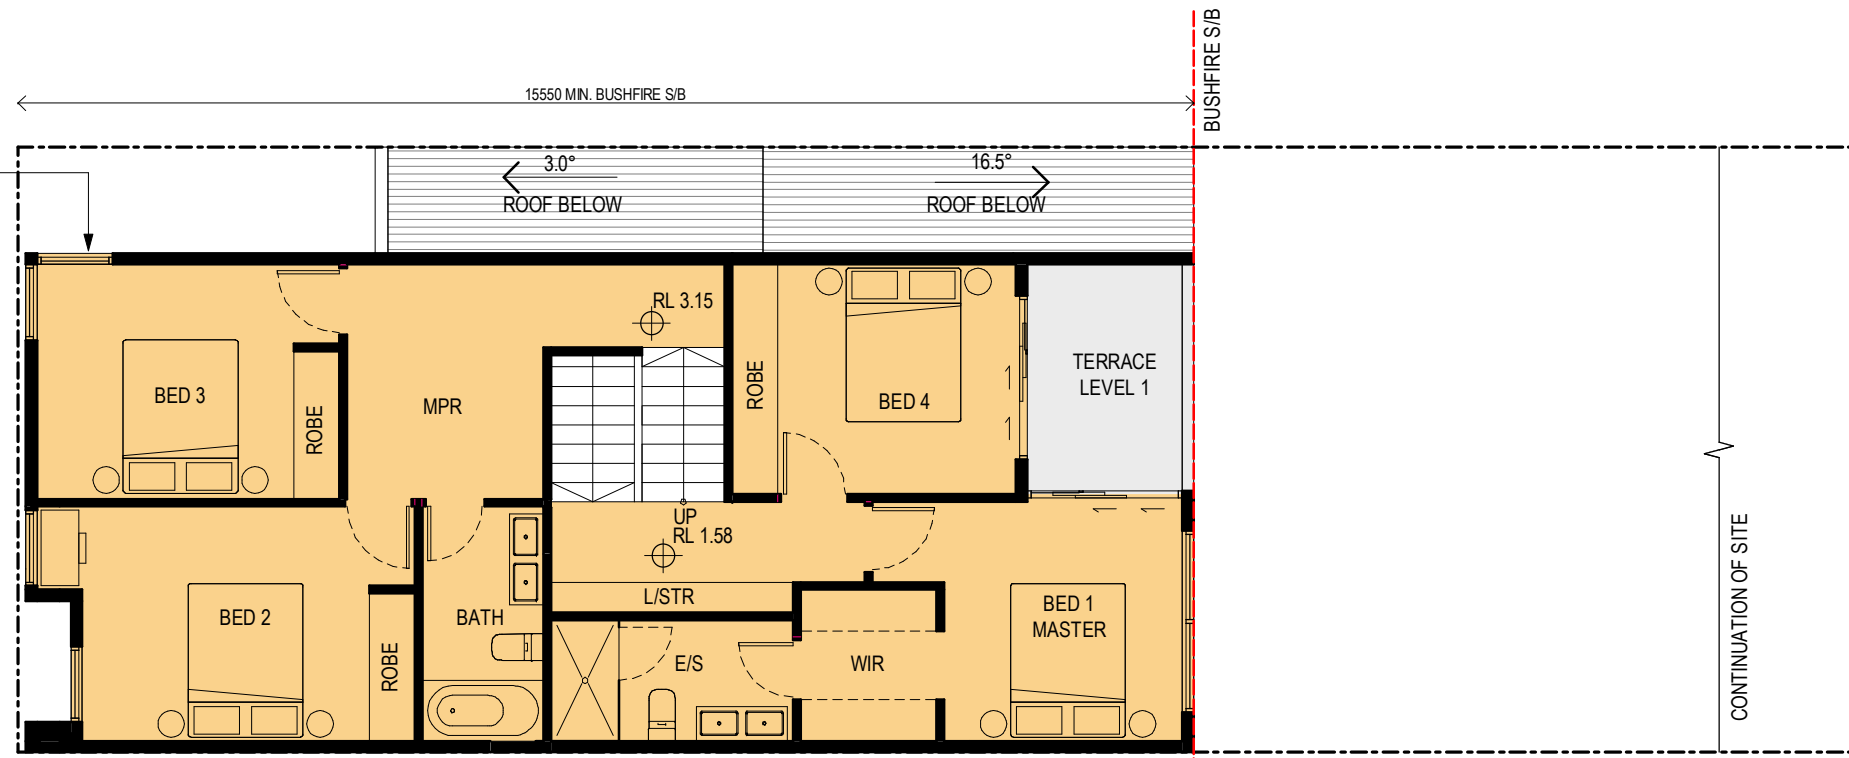 BUSHFIRE S/B
15550 MIN. BUSHFIRE S/B
3.0°
ROOF BELOW
16.5°
ROOF BELOW
RL 3.15
BED 3
ROBE
MPR
ROBE
BED 4
TERRACE
LEVEL 1
UP
RL 1.58
L/STR
BED 2
ROBE
BATH
E/S
WIR
BED 1
MASTER
CONTINUATION OF SITE